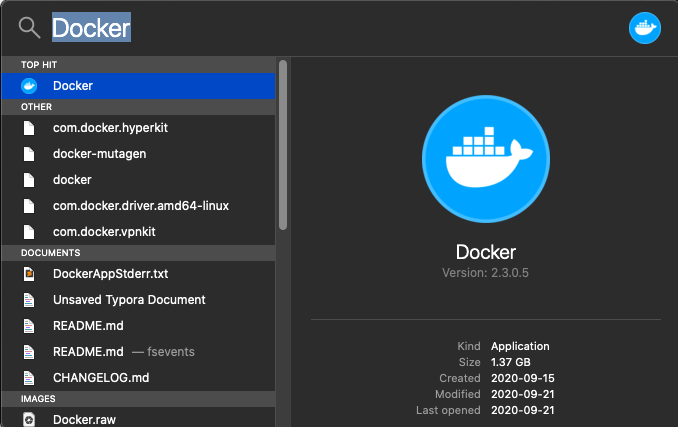 Docker
TOP HIT
Docker
OTHER
com.docker.hyperkit
docker-mutagen
docker
com.docker.driver.amd64-linux
com.docker.vpnkit
DOCUMENTS
DockerAppStderr.txt
Unsaved Typora Document
README.md
README.md — fsevents
CHANGELOG.md
IMAGES
Docker.raw
Docker
Version: 2.3.0.5
Kind Application
Size 1.37 GB
Created 2020-09-15
Modified 2020-09-21
Last opened 2020-09-21